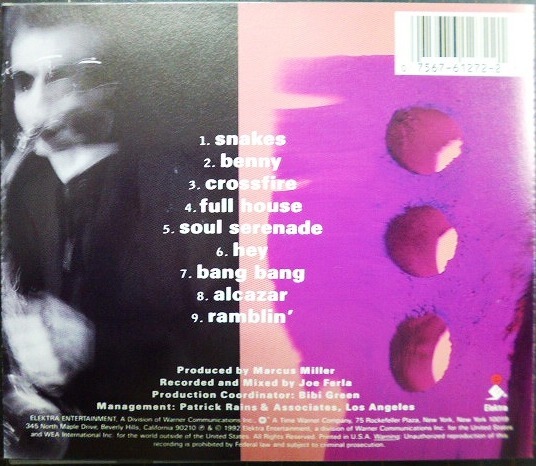 0 7567-61272-2
1. snakes
2. benny
3. crossfire
4. full house
5. soul serenade
6. hey
7. bang bang
8. alcazar
9. ramblin'
Produced by Marcus Miller
Recorded and Mixed by Joe Ferla
Production Coordinator: Bibi Green
Management: Patrick Rains & Associates, Los Angeles
Elektra
ELEKTRA ENTERTAINMENT, A Division of Warner Communications Inc. A Time Warner Company, 75 Rockefeller Plaza, New York, New York 10019
345 North Maple Drive, Beverly Hills, California 90210 ℗ & © 1992 Elektra Entertainment, a division of Warner Communications Inc. for the United States
and WEA International Inc. for the world outside of the United States. All Rights Reserved. Printed in U.S.A. Warning: Unauthorized reproduction of this
recording is prohibited by Federal law and subject to criminal prosecution.